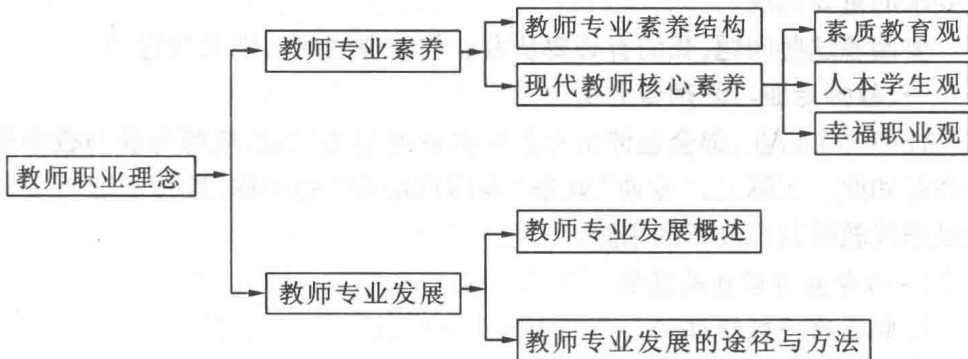 教师专业素养结构
素质教育观
教师专业素养
现代教师核心素养
人本学生观
幸福职业观
教师职业理念
教师专业发展概述
教师专业发展
教师专业发展的途径与方法